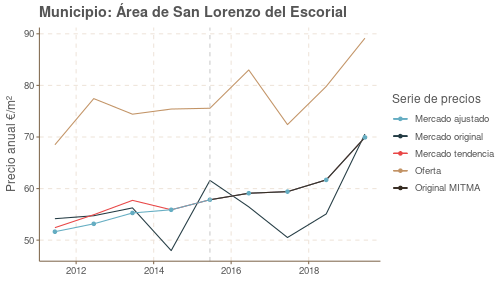 Municipio: Área de San Lorenzo del Escorial
Precio anual €/m²
90
80
70
60
50
2012
2014
2016
2018
Serie de precios
Mercado ajustado
Mercado original
Mercado tendencia
Oferta
Original MITMA